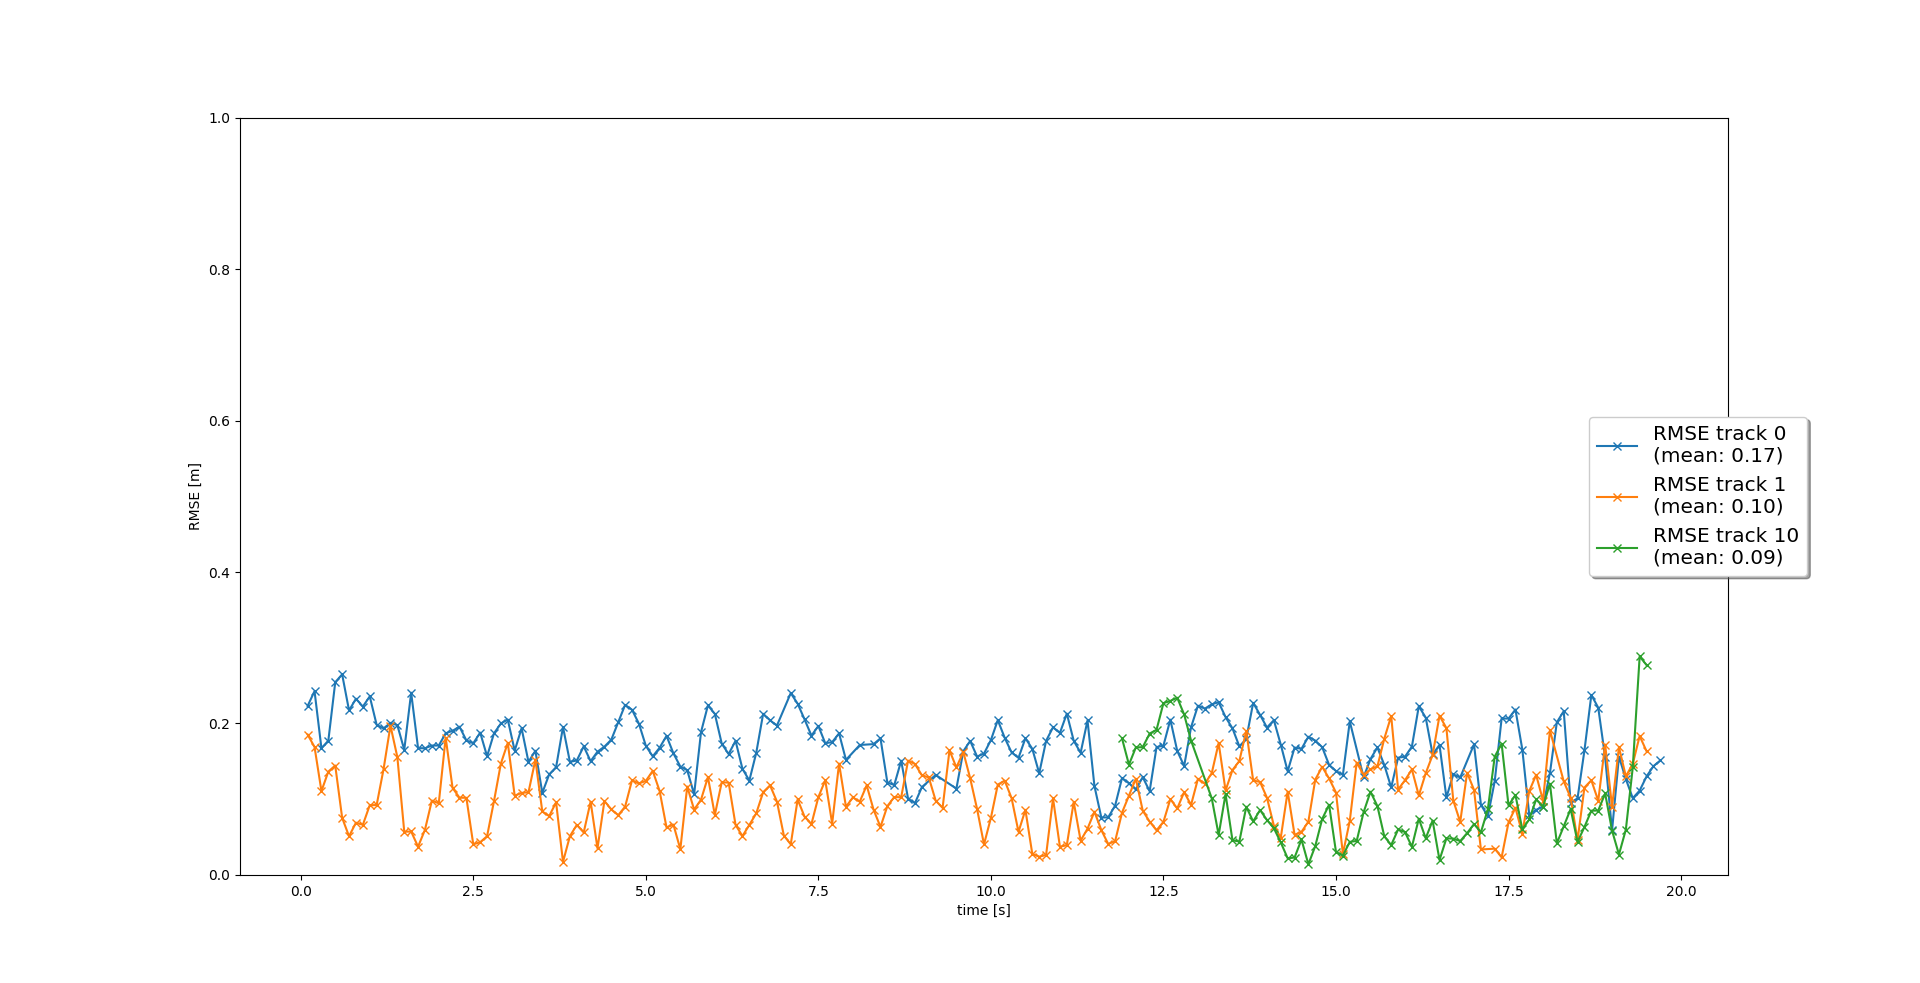 1.0
0.8
0.6
0.4
0.2
0.0
RMSE [m]
0.0 2.5 5.0 7.5 10.0 12.5 15.0 17.5 20.0
time [s]
RMSE track 0
(mean: 0.17)
RMSE track 1
(mean: 0.10)
RMSE track 10
(mean: 0.09)